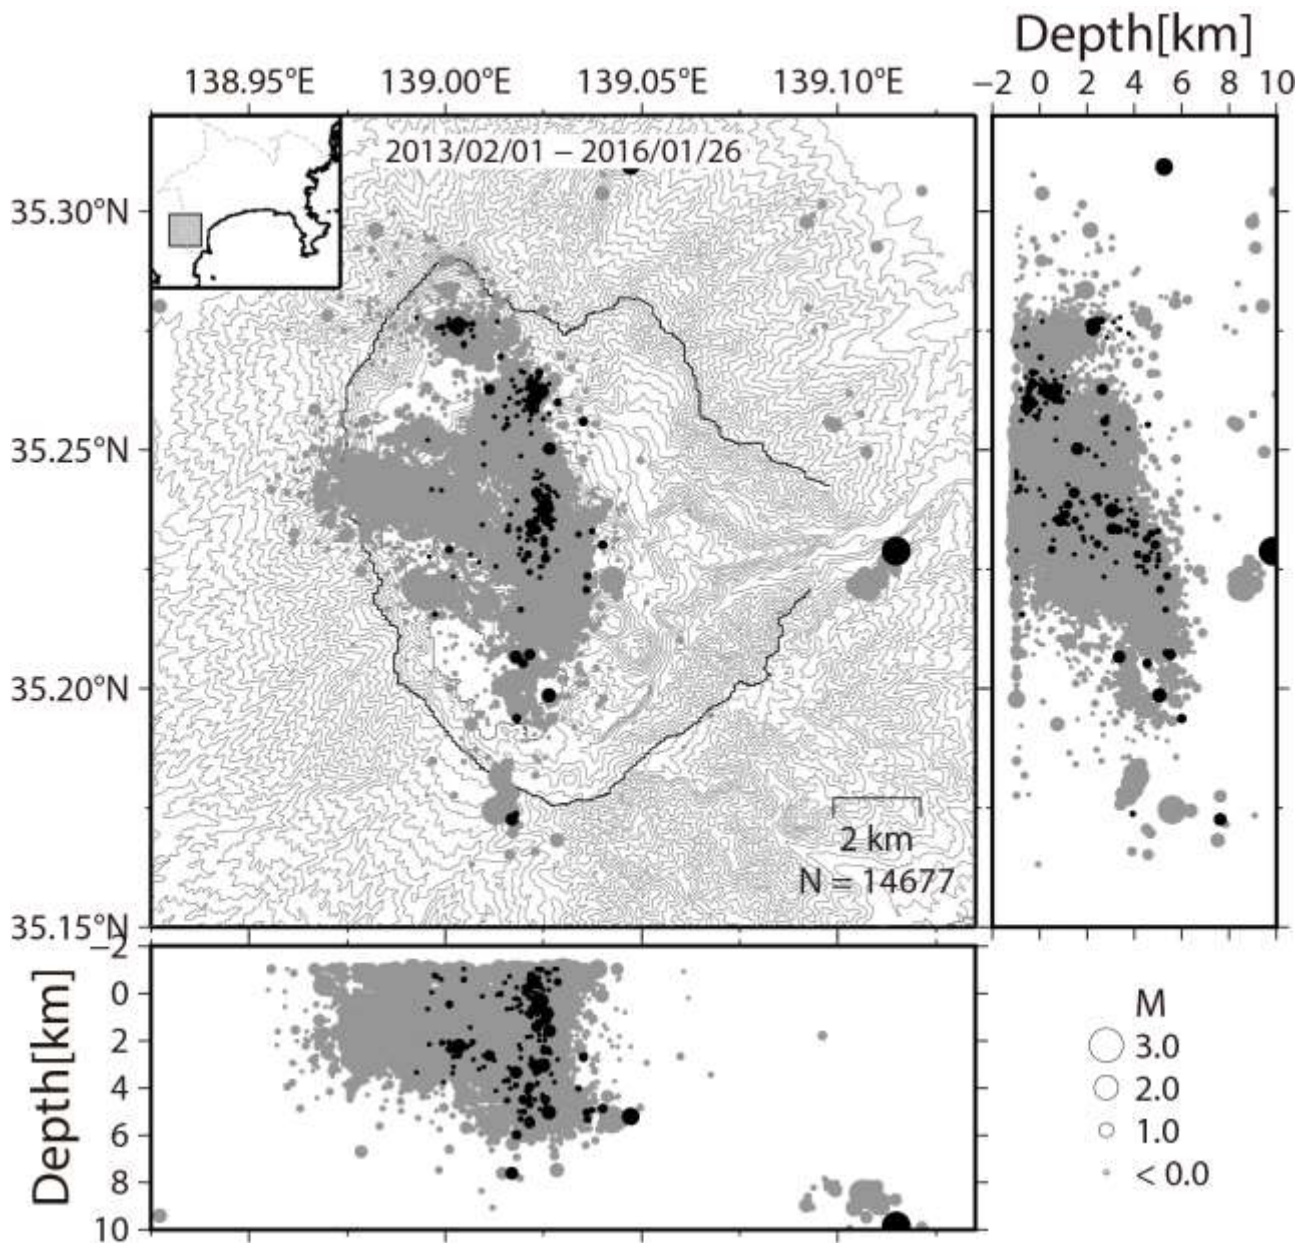 Depth[km]
138.95°E 139.00°E 139.05°E 139.10°E
−2 0 2 4 6 8 10
2013/02/01 – 2016/01/26
35.30°N
35.25°N
35.20°N
35.15°N
2 km
N = 14677
Depth[km]
−2
0
2
4
6
8
10
M
3.0
2.0
1.0
< 0.0